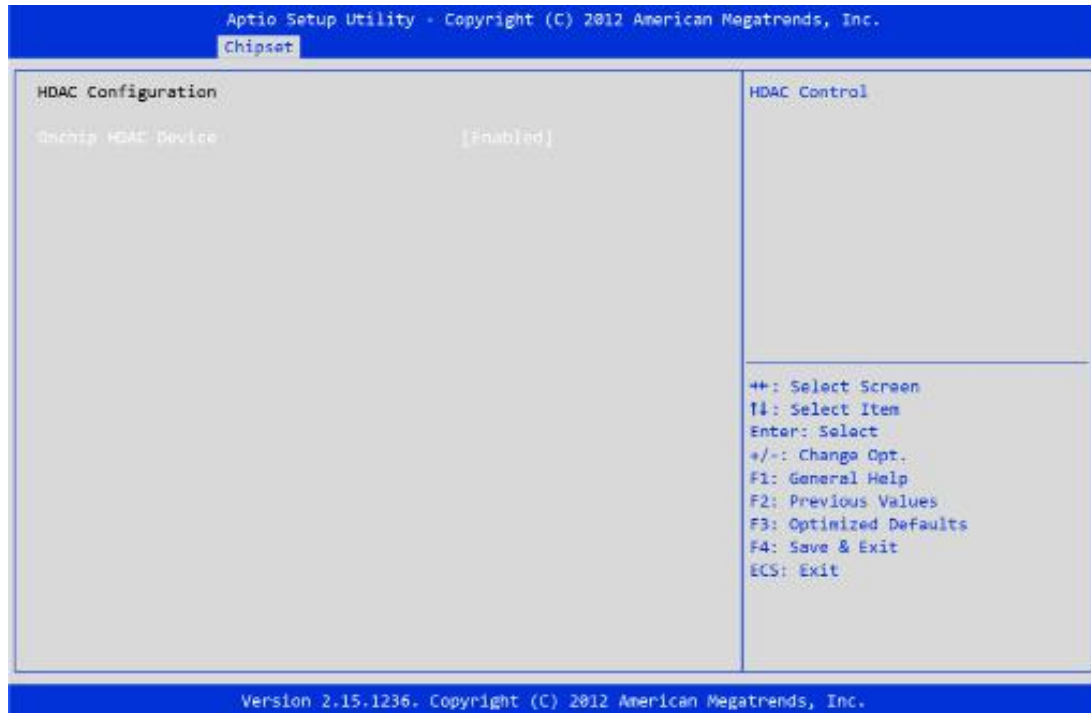 Aptio Setup Utility - Copyright (C) 2012 American Megatrends, Inc.
Chipset
HDAC Configuration
Onchip HDAC Device [Enabled]
HDAC Control
→←: Select Screen
↑↓: Select Item
Enter: Select
+/-: Change Opt.
F1: General Help
F2: Previous Values
F3: Optimized Defaults
F4: Save & Exit
ECS: Exit
Version 2.15.1236. Copyright (C) 2012 American Megatrends, Inc.